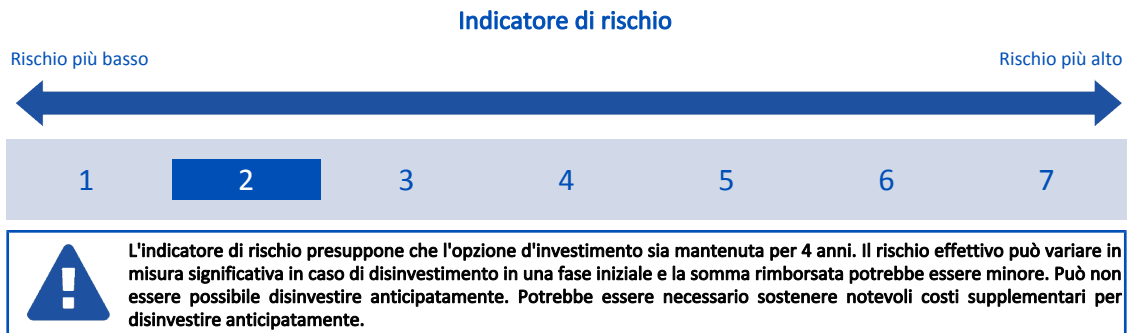 Indicatore di rischio
Rischio più basso
Rischio più alto
1 2 3 4 5 6 7
L'indicatore di rischio presuppone che l'opzione d'investimento sia mantenuta per 4 anni. Il rischio effettivo può variare in
misura significativa in caso di disinvestimento in una fase iniziale e la somma rimborsata potrebbe essere minore. Può non
essere possibile disinvestire anticipatamente. Potrebbe essere necessario sostenere notevoli costi supplementari per
disinvestire anticipatamente.